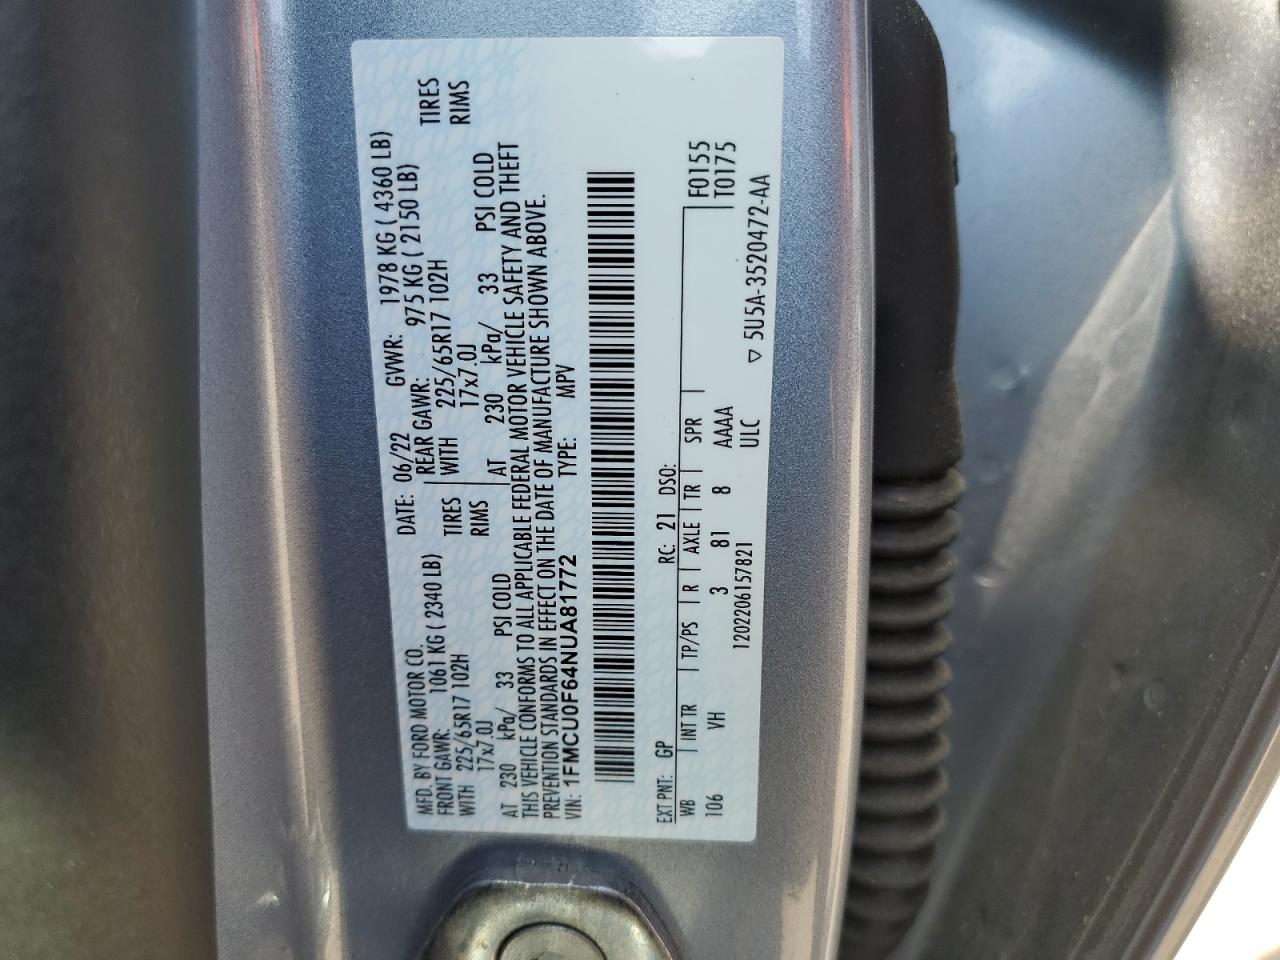 MFD. BY FORD MOTOR CO.
DATE: 06/22 GVWR: 1978 KG ( 4360 LB)
FRONT GAWR: 1061 KG ( 2340 LB)
REAR GAWR: 975 KG ( 2150 LB)
WITH 225/65R17 102H TIRES
WITH 225/65R17 102H TIRES
17x7.0J RIMS
17x7.0J RIMS
AT 230 kPa/ 33 PSI COLD
AT 230 kPa/ 33 PSI COLD
THIS VEHICLE CONFORMS TO ALL APPLICABLE FEDERAL MOTOR VEHICLE SAFETY AND THEFT
PREVENTION STANDARDS IN EFFECT ON THE DATE OF MANUFACTURE SHOWN ABOVE.
VIN: 1FMCU0F64NUA81772 TYPE: MPV
EXT PNT: GP RC: 21 DSO: F0155
WB INT TR TP/PS R AXLE TR SPR T0175
106 VH 3 81 8 AAAA
1202206157821 ULC ▽ 5U5A-3520472-AA